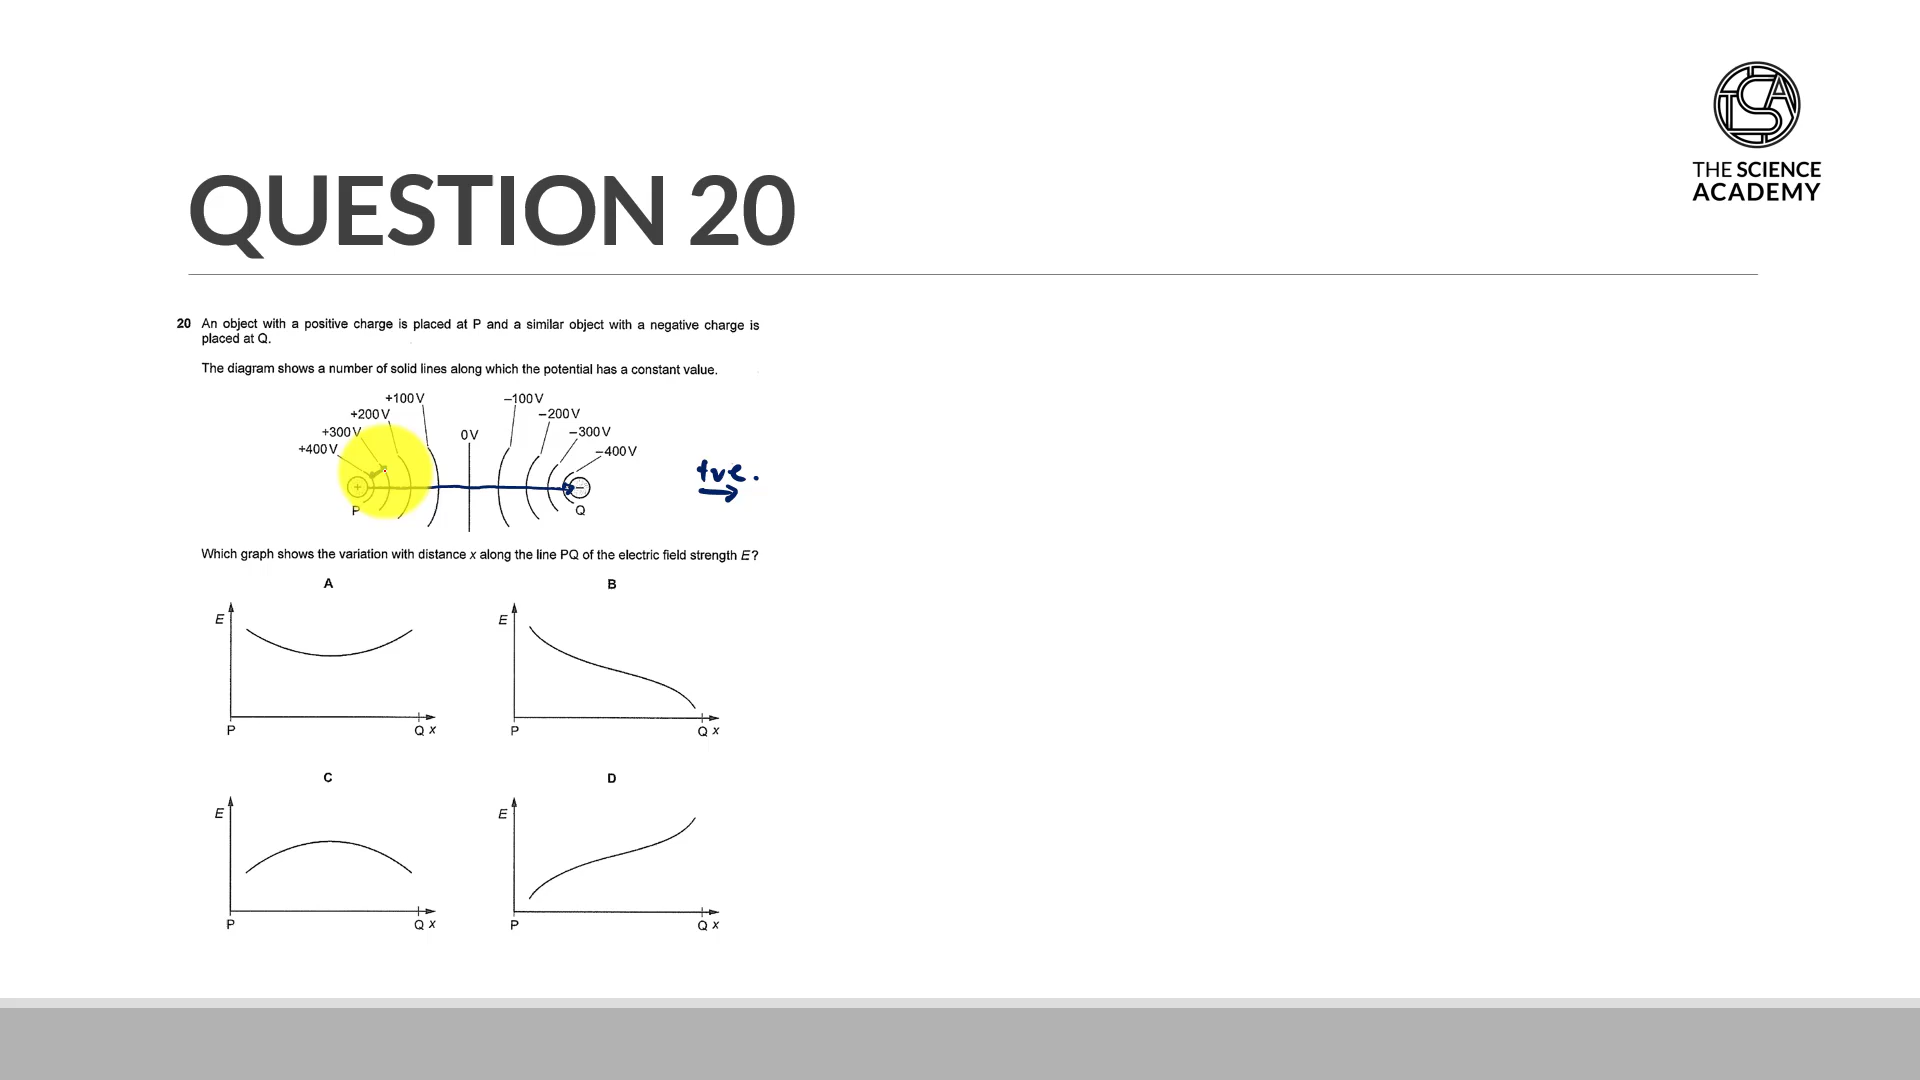 THE SCIENCE
ACADEMY
QUESTION 20
20 An object with a positive charge is placed at P and a similar object with a negative charge is
placed at Q.
The diagram shows a number of solid lines along which the potential has a constant value.
+100 V
–100 V
+200 V
–200 V
+300 V
0 V
–300 V
+400 V
–400 V
+ve.
+
–
P
Q
Which graph shows the variation with distance x along the line PQ of the electric field strength E?
A
B
E
E
P
Q x
P
Q x
C
D
E
E
P
Q x
P
Q x